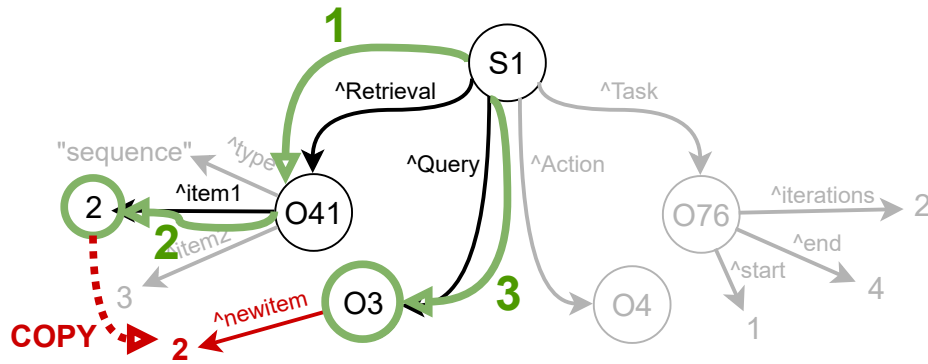 1
S1
^Retrieval
^Task
"sequence"
^type
^Query
^Action
2
^item1
O41
^iterations
2
O76
2
^item2
^end
3
^start
4
3
O3
O4
^newitem
1
COPY
2